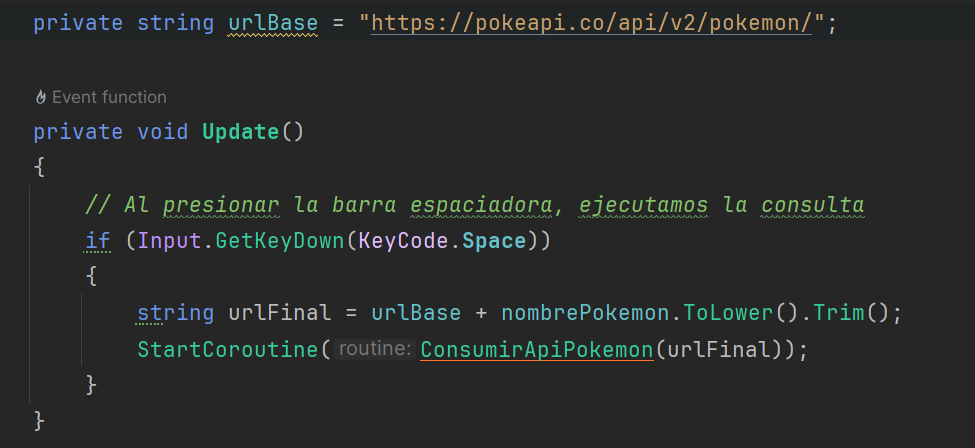 private string urlBase = "https://pokeapi.co/api/v2/pokemon/";
Event function
private void Update()
{
// Al presionar la barra espaciadora, ejecutamos la consulta
if (Input.GetKeyDown(KeyCode.Space))
{
string urlFinal = urlBase + nombrePokemon.ToLower().Trim();
StartCoroutine(routine: ConsumirApiPokemon(urlFinal));
}
}